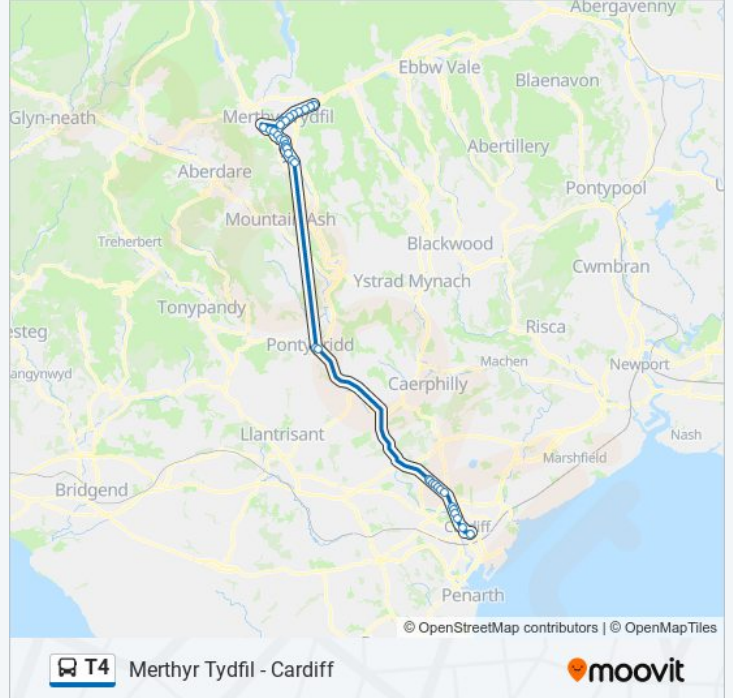 Abergavenny
Ebbw Vale
Blaenavon
Glyn-neath
Merthyr Tydfil
Abertillery
Aberdare
Pontypool
Mountain Ash
Treherbert
Blackwood
Cwmbran
Ystrad Mynach
Tonypandy
Risca
esteg
Pontypridd
Machen
Newport
angynwyd
Caerphilly
Llantrisant
Nash
Marshfield
Bridgend
Cardiff
Penarth
© OpenStreetMap contributors | © OpenMapTiles
T4 Merthyr Tydfil - Cardiff
moovit